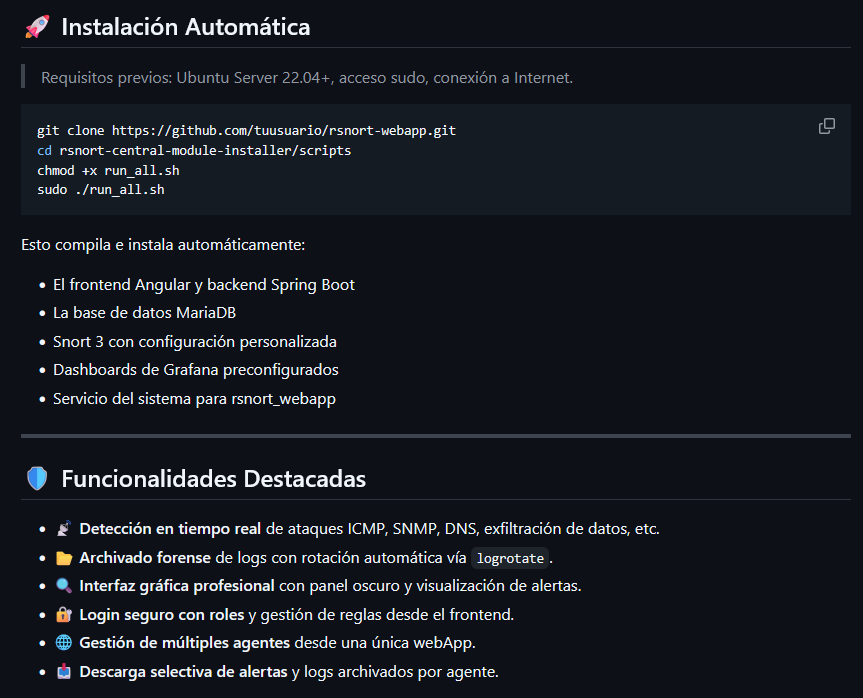 🚀 Instalación Automática
Requisitos previos: Ubuntu Server 22.04+, acceso sudo, conexión a Internet.
git clone https://github.com/tuusuario/rsnort-webapp.git
cd rsnort-central-module-installer/scripts
chmod +x run_all.sh
sudo ./run_all.sh
Esto compila e instala automáticamente:
• El frontend Angular y backend Spring Boot
• La base de datos MariaDB
• Snort 3 con configuración personalizada
• Dashboards de Grafana preconfigurados
• Servicio del sistema para rsnort_webapp
🛡️ Funcionalidades Destacadas
• 📡 Detección en tiempo real de ataques ICMP, SNMP, DNS, exfiltración de datos, etc.
• 📂 Archivado forense de logs con rotación automática vía logrotate.
• 🔍 Interfaz gráfica profesional con panel oscuro y visualización de alertas.
• 🔐 Login seguro con roles y gestión de reglas desde el frontend.
• 🌐 Gestión de múltiples agentes desde una única webApp.
• 📥 Descarga selectiva de alertas y logs archivados por agente.